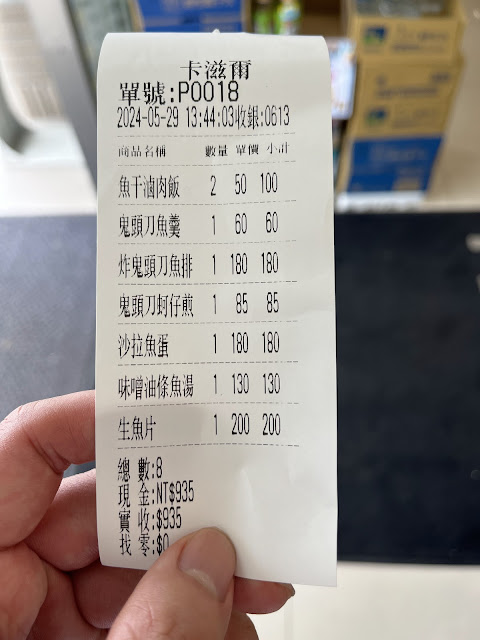 卡滋爾
單號:P0018
2024-05-29 13:44:03收銀:0613
商品名稱 數量 單價 小計
魚干滷肉飯 2 50 100
鬼頭刀魚羹 1 60 60
炸鬼頭刀魚排 1 180 180
鬼頭刀蚵仔煎 1 85 85
沙拉魚蛋 1 180 180
味噌油條魚湯 1 130 130
生魚片 1 200 200
總 數:8
現 金:NT$935
實 收:$935
找 零:$0